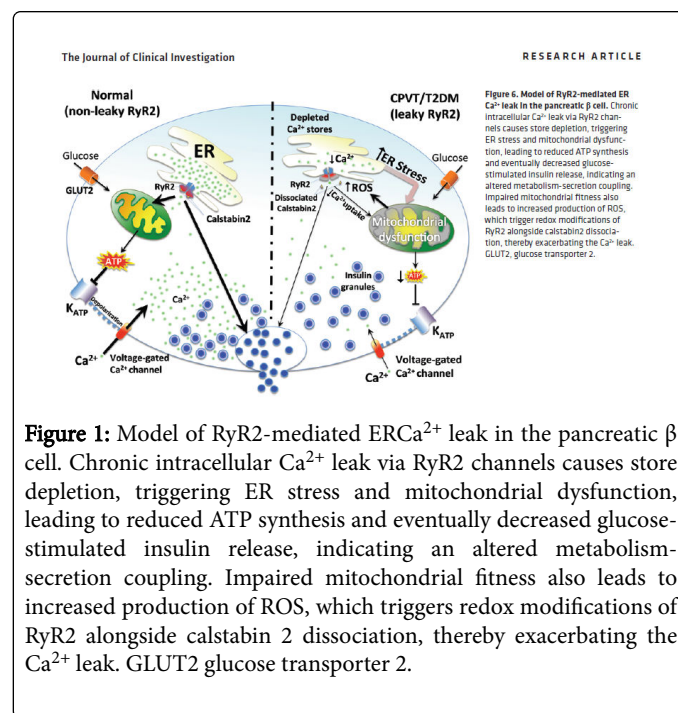 The Journal of Clinical Investigation
RESEARCH ARTICLE
Normal
(non-leaky RyR2)
Glucose
GLUT2
ER
RyR2
Calstabin2
ATP
K_ATP
Depolarization
Ca²⁺
Ca²⁺
Voltage-gated
Ca²⁺ channel
CPVT/T2DM
(leaky RyR2)
Depleted
Ca²⁺ stores
↓Ca²⁺
↑ER Stress
Glucose
RyR2
↑ROS
Dissociated
Calstabin2
↓Ca²⁺uptake
Mitochondrial
dysfunction
Insulin
granules
↓ATP
K_ATP
Ca²⁺
Voltage-gated
Ca²⁺ channel
Figure 6. Model of RyR2-mediated ER
Ca²⁺ leak in the pancreatic β cell. Chronic
intracellular Ca²⁺ leak via RyR2 chan-
nels causes store depletion, triggering
ER stress and mitochondrial dysfunc-
tion, leading to reduced ATP synthesis
and eventually decreased glucose-
stimulated insulin release, indicating an
altered metabolism-secretion coupling.
Impaired mitochondrial fitness also
leads to increased production of ROS,
which trigger redox modifications of
RyR2 alongside calstabin2 dissocia-
tion, thereby exacerbating the Ca²⁺ leak.
GLUT2, glucose transporter 2.
Figure 1: Model of RyR2-mediated ERCa²⁺ leak in the pancreatic β
cell. Chronic intracellular Ca²⁺ leak via RyR2 channels causes store
depletion, triggering ER stress and mitochondrial dysfunction,
leading to reduced ATP synthesis and eventually decreased glucose-
stimulated insulin release, indicating an altered metabolism-
secretion coupling. Impaired mitochondrial fitness also leads to
increased production of ROS, which triggers redox modifications of
RyR2 alongside calstabin 2 dissociation, thereby exacerbating the
Ca²⁺ leak. GLUT2 glucose transporter 2.